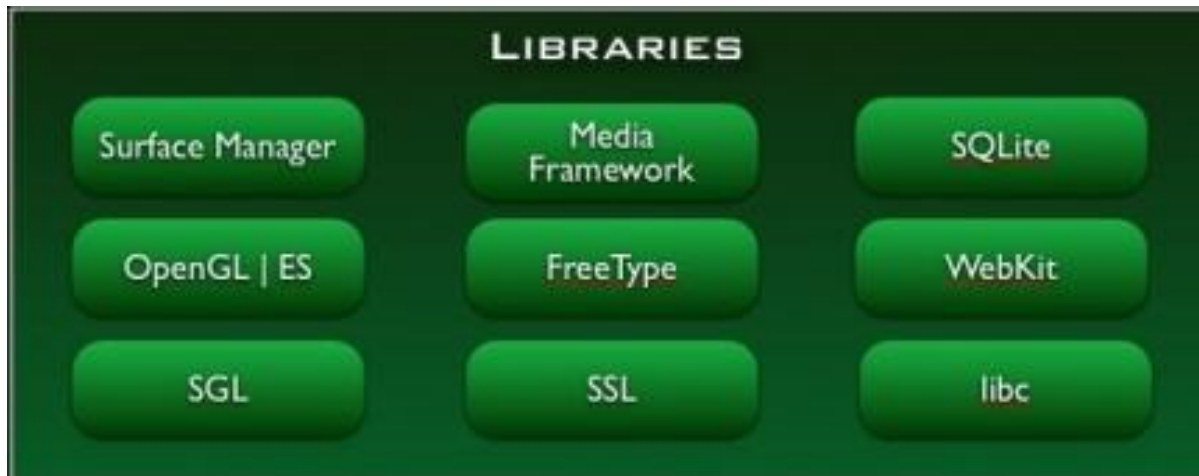 LIBRARIES
Surface Manager
Media
Framework
SQLite
OpenGL | ES
FreeType
WebKit
SGL
SSL
libc